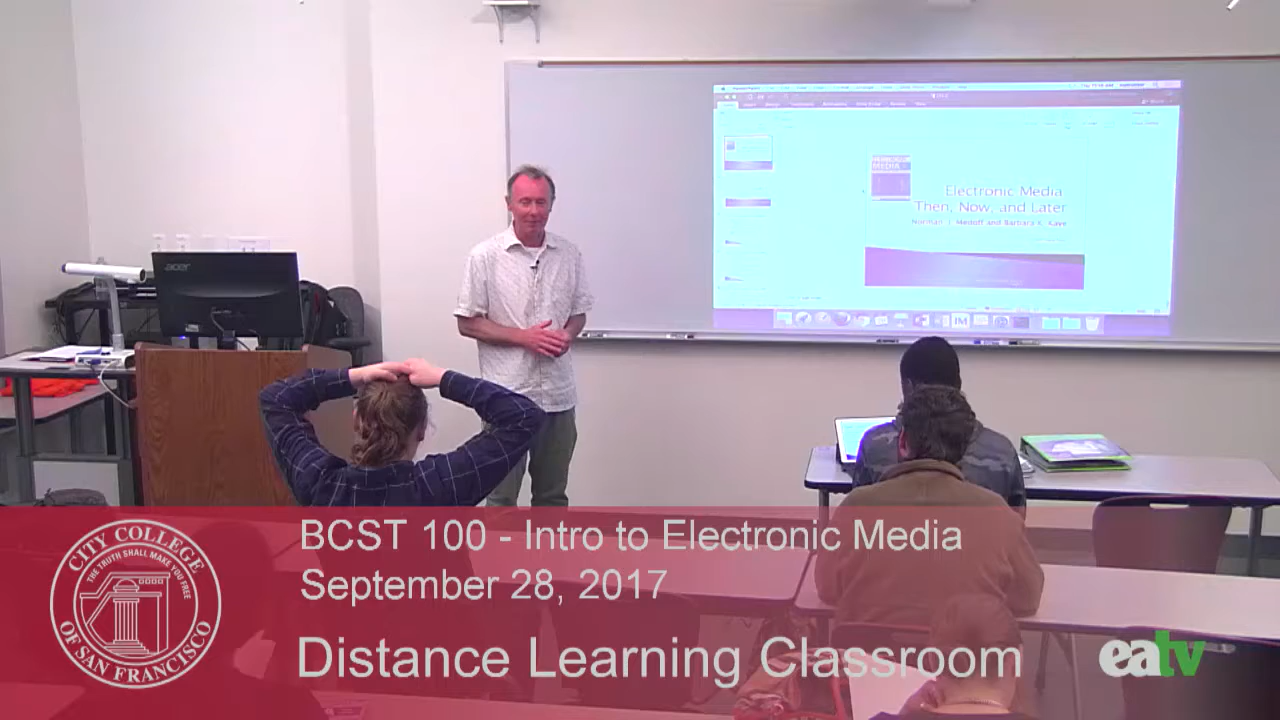 acer
Electronic Media
Then, Now, and Later
Norman J. Medoff and Barbara K. Kaye
BCST 100 - Intro to Electronic Media
September 28, 2017
Distance Learning Classroom
CITY COLLEGE
OF SAN FRANCISCO
THE TRUTH SHALL MAKE YOU FREE
eatv